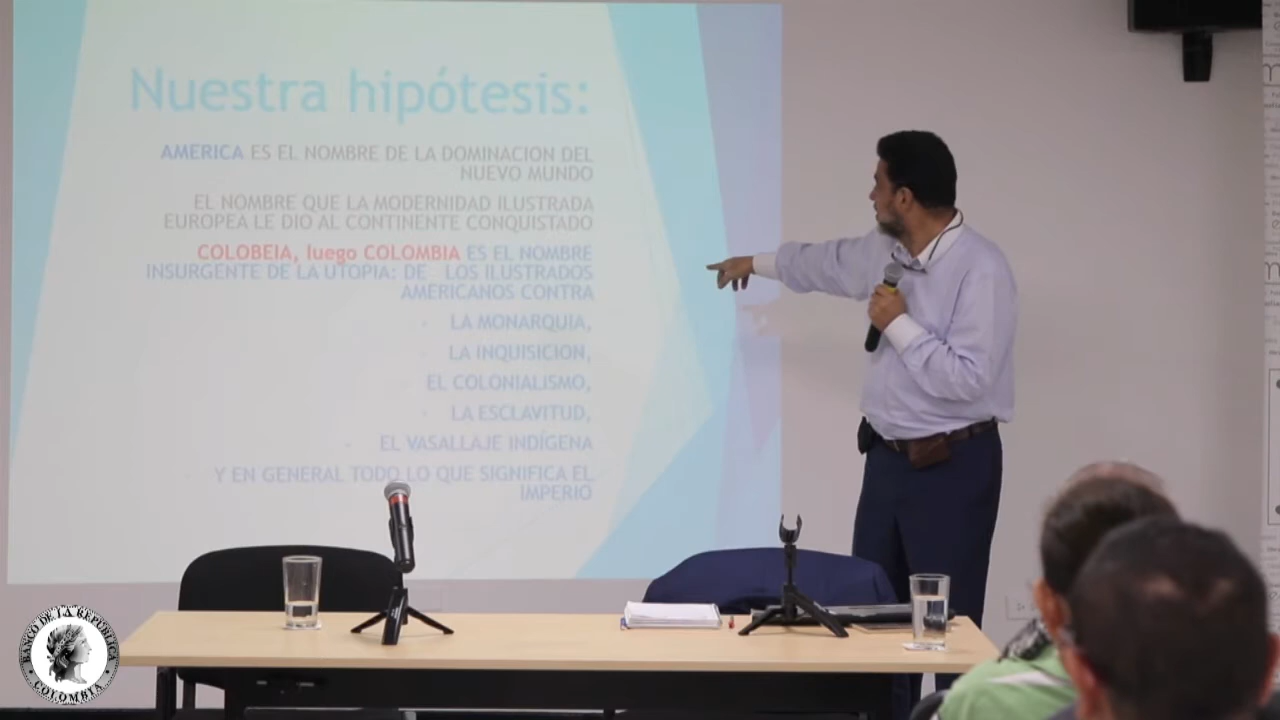 Nuestra hipótesis:
AMERICA ES EL NOMBRE DE LA DOMINACION DEL
NUEVO MUNDO
EL NOMBRE QUE LA MODERNIDAD ILUSTRADA
EUROPEA LE DIO AL CONTINENTE CONQUISTADO
COLOBEIA, luego COLOMBIA ES EL NOMBRE
INSURGENTE DE LA UTOPIA: DE LOS ILUSTRADOS
AMERICANOS CONTRA
- LA MONARQUIA,
- LA INQUISICION,
EL COLONIALISMO,
- LA ESCLAVITUD,
- EL VASALLAJE INDÍGENA
- Y EN GENERAL TODO LO QUE SIGNIFICA EL
IMPERIO
BANCO DE LA REPÚBLICA
COLOMBIA